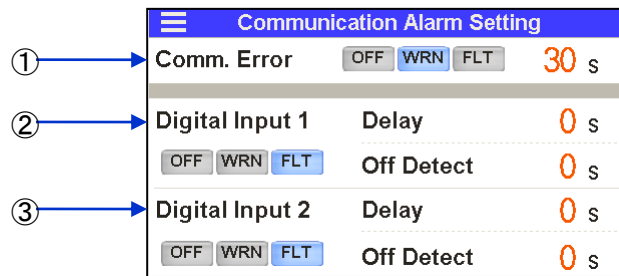 Communication Alarm Setting
① Comm. Error OFF WRN FLT 30 s
② Digital Input 1 Delay 0 s
OFF WRN FLT Off Detect 0 s
③ Digital Input 2 Delay 0 s
OFF WRN FLT Off Detect 0 s